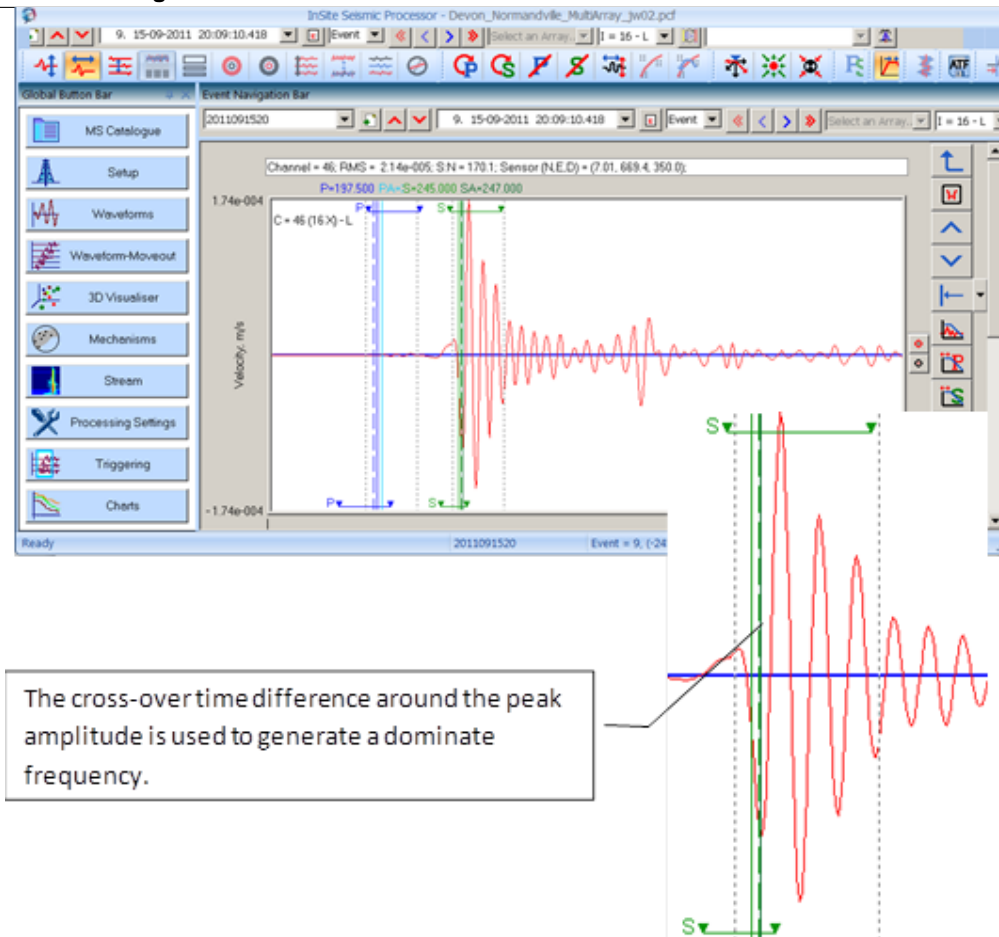 InSite Seismic Processor - Devon_Normandville_MultiArray_jw02.pcf
9. 15-09-2011 20:09:10.418 Event Select an Array.. I = 16 - L
Global Button Bar
Event Navigation Bar
2011091520 9. 15-09-2011 20:09:10.418 Event Select an Array.. I = 16 - L
MS Catalogue
Setup
Waveforms
Waveform-Moveout
3D Visualiser
Mechanisms
Stream
Processing Settings
Triggering
Charts
Channel = 46; RMS = 2.14e-005; S:N = 170.1; Sensor (N,E,D) = (7.01, 669.4, 350.0);
P=197.500 PA= S=245.000 SA=247.000
1.74e-004
P S
C = 46 (16 X) - L
Velocity. m/s
-1.74e-004
P S
Ready 2011091520 Event = 9, (-24
S
S
The cross-over time difference around the peak
amplitude is used to generate a dominate
frequency.